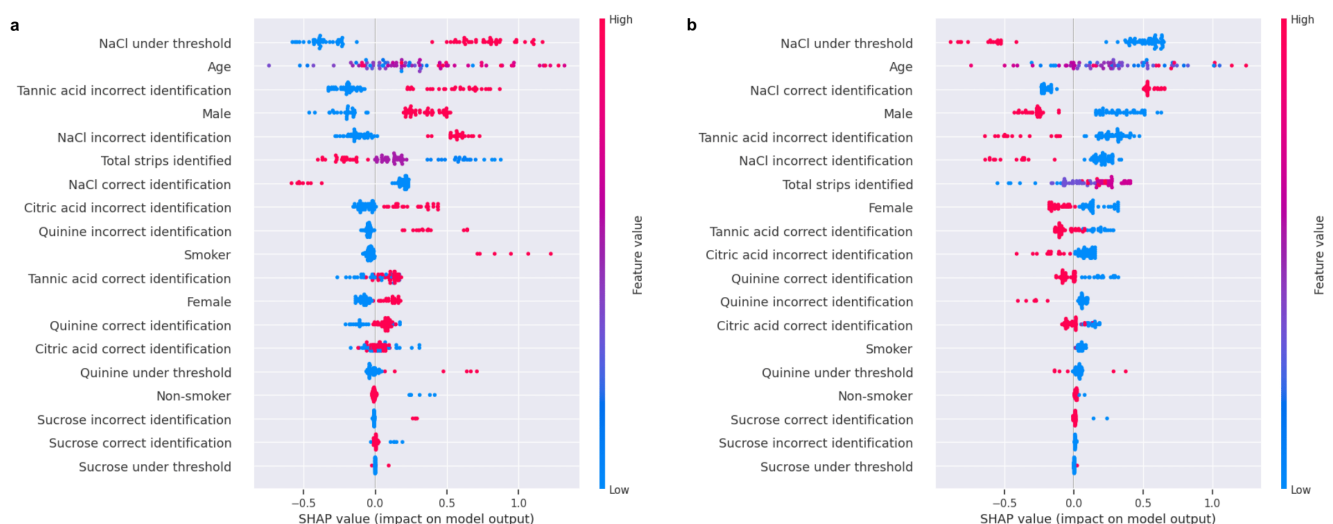 a
High
NaCl under threshold
Age
Tannic acid incorrect identification
Male
NaCl incorrect identification
Total strips identified
NaCl correct identification
Citric acid incorrect identification
Quinine incorrect identification
Smoker
Tannic acid correct identification
Female
Quinine correct identification
Citric acid correct identification
Quinine under threshold
Non-smoker
Sucrose incorrect identification
Sucrose correct identification
Sucrose under threshold
Feature value
Low
−0.5 0.0 0.5 1.0
SHAP value (impact on model output)
b
High
NaCl under threshold
Age
NaCl correct identification
Male
Tannic acid incorrect identification
NaCl incorrect identification
Total strips identified
Female
Tannic acid correct identification
Citric acid incorrect identification
Quinine correct identification
Quinine incorrect identification
Citric acid correct identification
Smoker
Quinine under threshold
Non-smoker
Sucrose correct identification
Sucrose incorrect identification
Sucrose under threshold
Feature value
Low
−0.5 0.0 0.5 1.0
SHAP value (impact on model output)